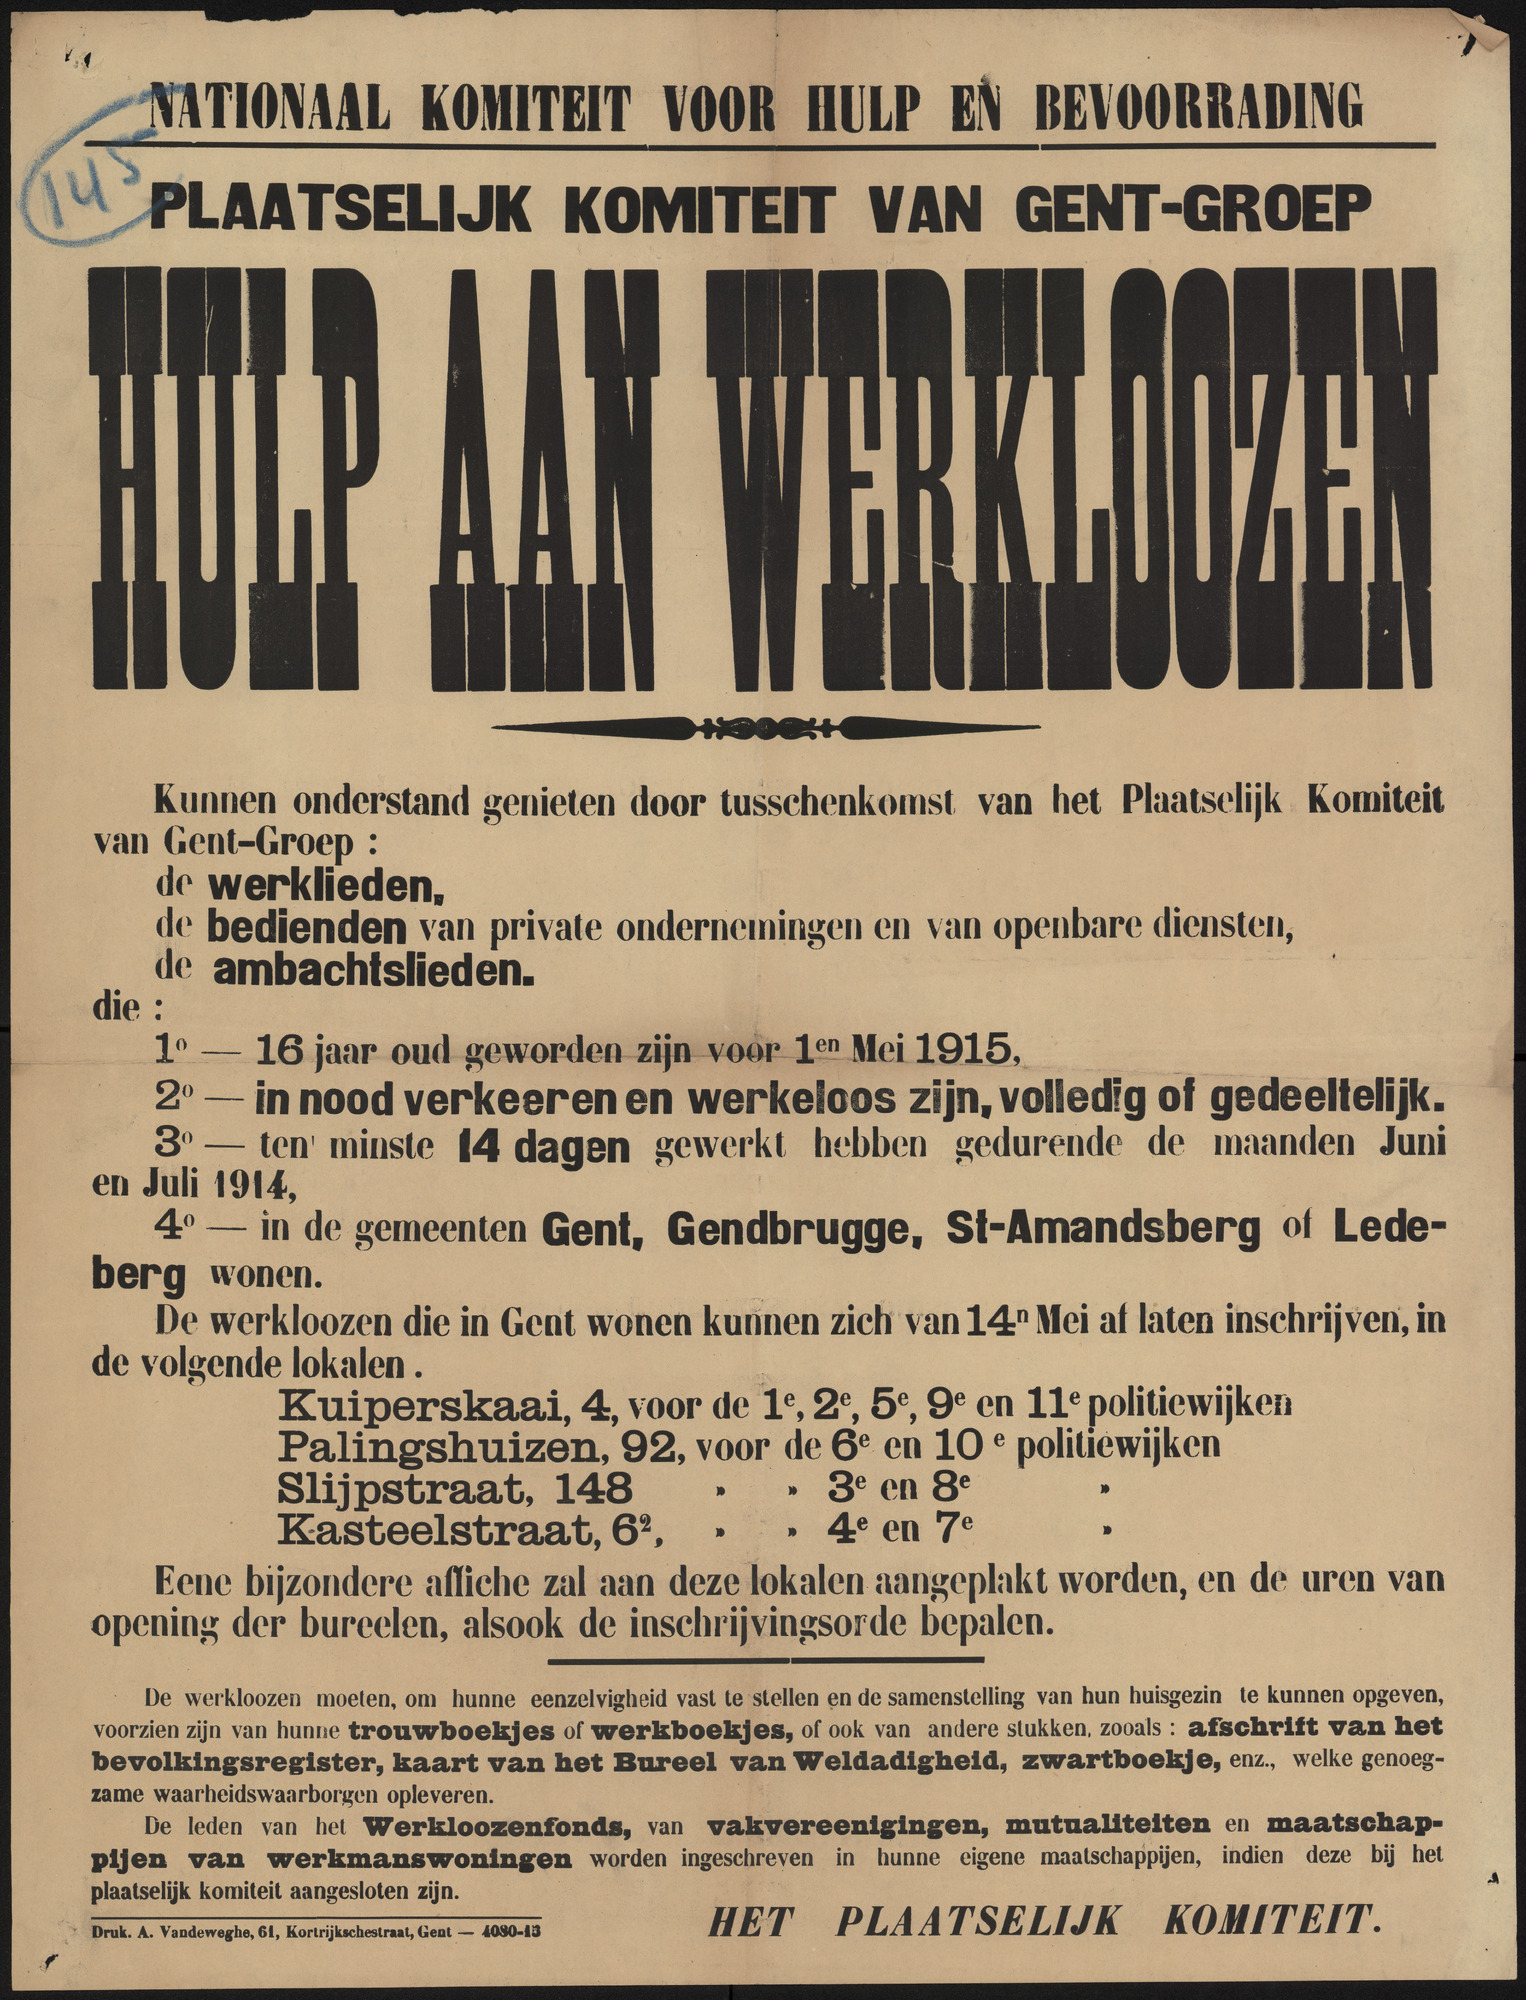 NATIONAAL KOMITEIT VOOR HULP EN BEVOORRADING
145
PLAATSELIJK KOMITEIT VAN GENT-GROEP
HULP AAN WERKLOOZEN
Kunnen onderstand genieten door tusschenkomst van het Plaatselijk Komiteit
van Gent-Groep :
de werklieden,
de bedienden van private ondernemingen en van openbare diensten,
de ambachtslieden.
die :
1º — 16 jaar oud geworden zijn voor 1en Mei 1915,
2º — in nood verkeeren en werkeloos zijn, volledig of gedeeltelijk.
3º — ten minste 14 dagen gewerkt hebben gedurende de maanden Juni
en Juli 1914,
4º — in de gemeenten Gent, Gendbrugge, St-Amandsberg of Lede-
berg wonen.
De werkloozen die in Gent wonen kunnen zich van 14n Mei af laten inschrijven, in
de volgende lokalen .
Kuiperskaai, 4, voor de 1e, 2e, 5e, 9e en 11e politiewijken
Palingshuizen, 92, voor de 6e en 10e politiewijken
Slijpstraat, 148 » » 3e en 8e »
Kasteelstraat, 6², » » 4e en 7e »
Eene bijzondere affiche zal aan deze lokalen aangeplakt worden, en de uren van
opening der bureelen, alsook de inschrijvingsorde bepalen.
De werkloozen moeten, om hunne eenzelvigheid vast te stellen en de samenstelling van hun huisgezin te kunnen opgeven,
voorzien zijn van hunne trouwboekjes of werkboekjes, of ook van andere stukken, zooals : afschrift van het
bevolkingsregister, kaart van het Bureel van Weldadigheid, zwartboekje, enz., welke genoeg-
zame waarheidswaarborgen opleveren.
De leden van het Werkloozenfonds, van vakvereenigingen, mutualiteiten en maatschap-
pijen van werkmanswoningen worden ingeschreven in hunne eigene maatschappijen, indien deze bij het
plaatselijk komiteit aangesloten zijn.
HET PLAATSELIJK KOMITEIT.
Druk. A. Vandeweghe, 61, Kortrijkschestraat, Gent — 4080-15